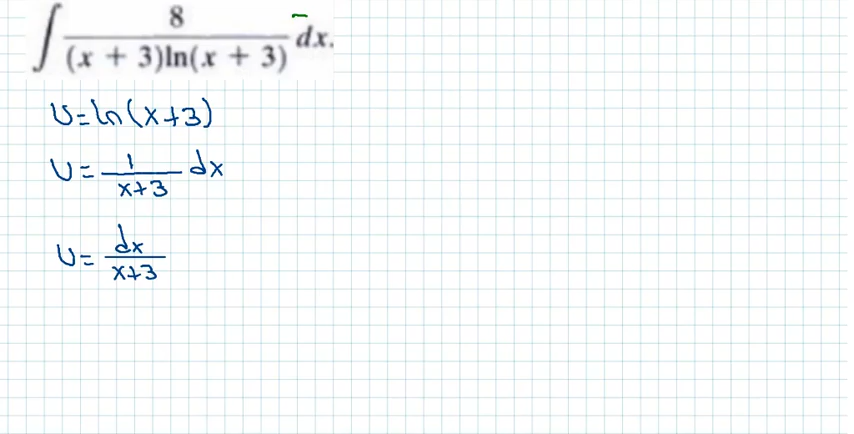 ∫ 8 / (x + 3)ln(x + 3) dx.
U=ln(x+3)
U= 1/(x+3) dx
U= dx/(x+3)